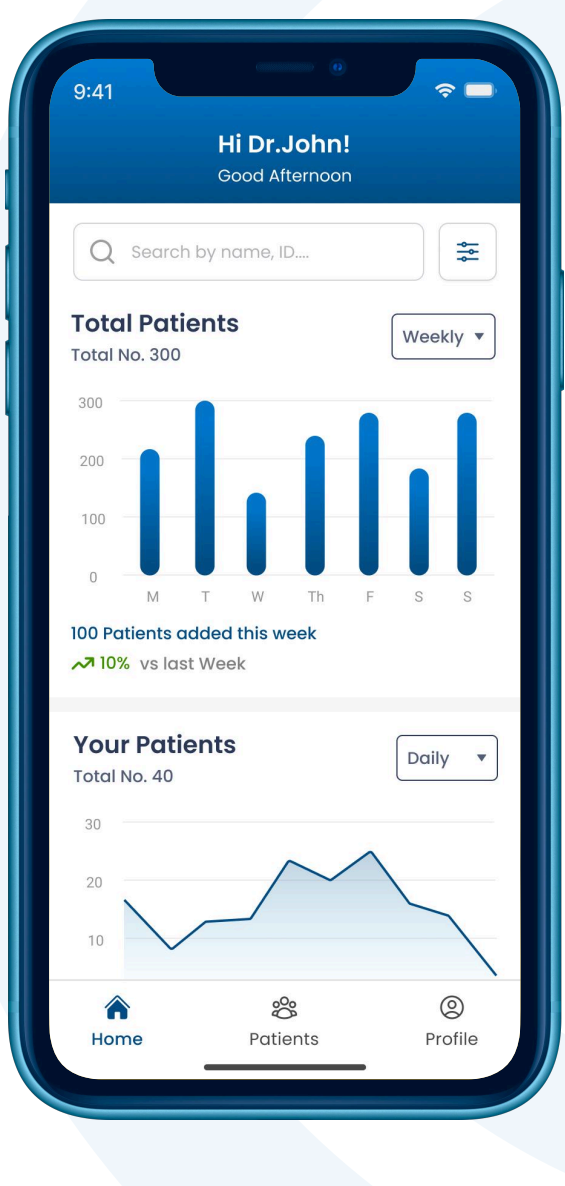 9:41
Hi Dr.John!
Good Afternoon
Search by name, ID....
Total Patients
Weekly
Total No. 300
300
200
100
0
M T W Th F S S
100 Patients added this week
10% vs last Week
Your Patients
Daily
Total No. 40
30
20
10
Home Patients Profile